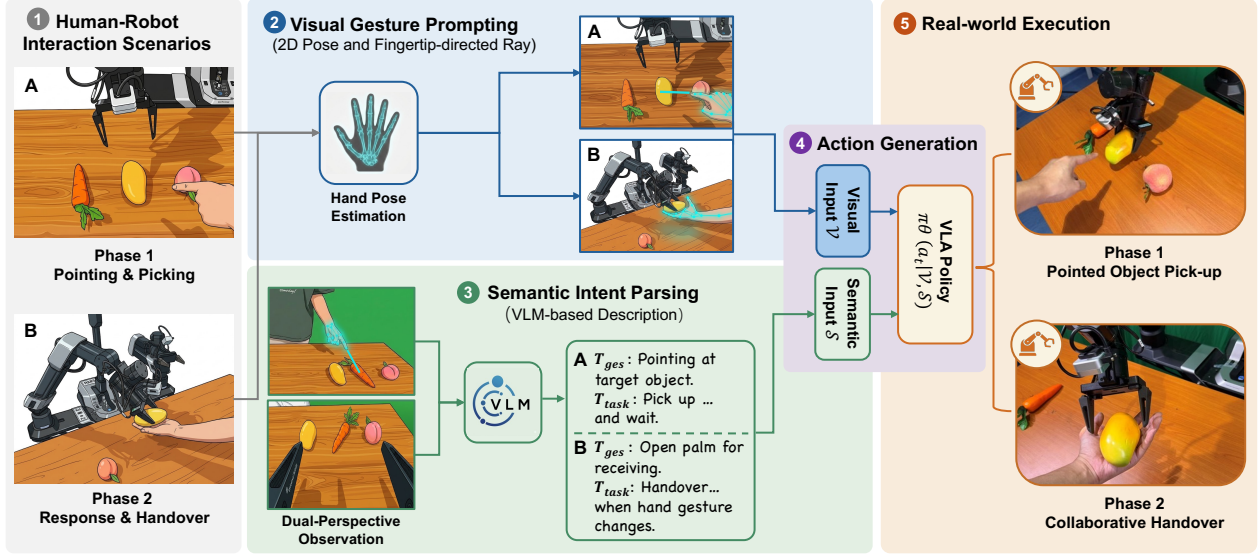 1 Human-Robot
Interaction Scenarios
A
Phase 1
Pointing & Picking
B
Phase 2
Response & Handover
2 Visual Gesture Prompting
(2D Pose and Fingertip-directed Ray)
Hand Pose
Estimation
A
B
3 Semantic Intent Parsing
(VLM-based Description)
Dual-Perspective
Observation
VLM
A T_ges: Pointing at
target object.
T_task: Pick up ...
and wait.
B T_ges: Open palm for
receiving.
T_task: Handover...
when hand gesture
changes.
4 Action Generation
Visual
Input 𝒱
Semantic
Input 𝒮
VLA Policy
πθ (a_t|𝒱,𝒮)
5 Real-world Execution
Phase 1
Pointed Object Pick-up
Phase 2
Collaborative Handover